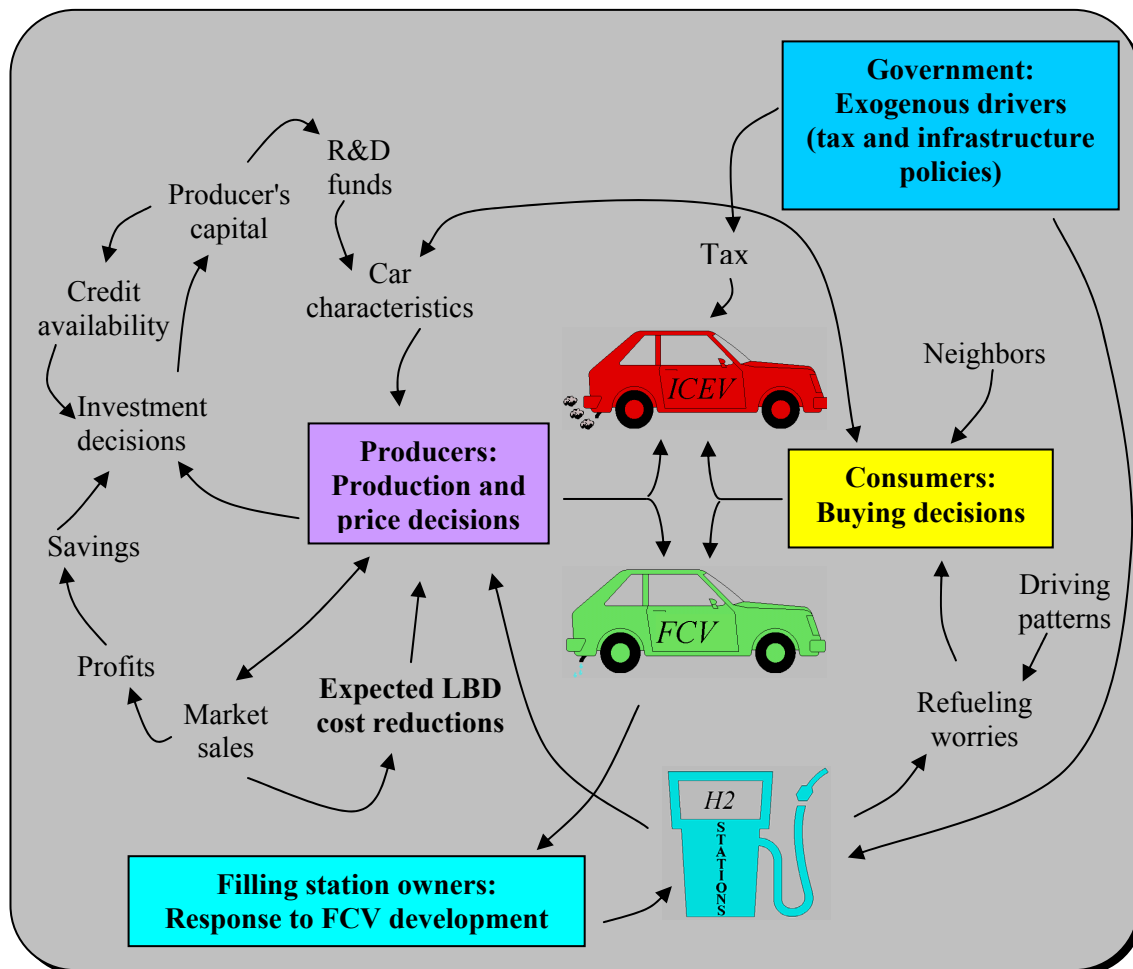 Government:
Exogenous drivers
(tax and infrastructure
policies)
R&D
funds
Producer's
capital
Tax
Car
characteristics
Credit
availability
Neighbors
ICEV
Investment
decisions
Producers:
Production and
price decisions
Consumers:
Buying decisions
Savings
Driving
patterns
FCV
Profits
Expected LBD
cost reductions
Market
sales
Refueling
worries
H2
STATIONS
Filling station owners:
Response to FCV development